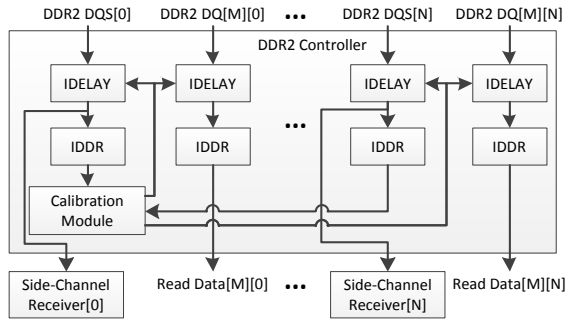 DDR2 DQS[0] DDR2 DQ[M][0] ... DDR2 DQS[N] DDR2 DQ[M][N]
DDR2 Controller
IDELAY IDELAY IDELAY IDELAY
...
IDDR IDDR IDDR IDDR
Calibration
Module
Side-Channel
Receiver[0]
Read Data[M][0] ...
Side-Channel
Receiver[N]
Read Data[M][N]